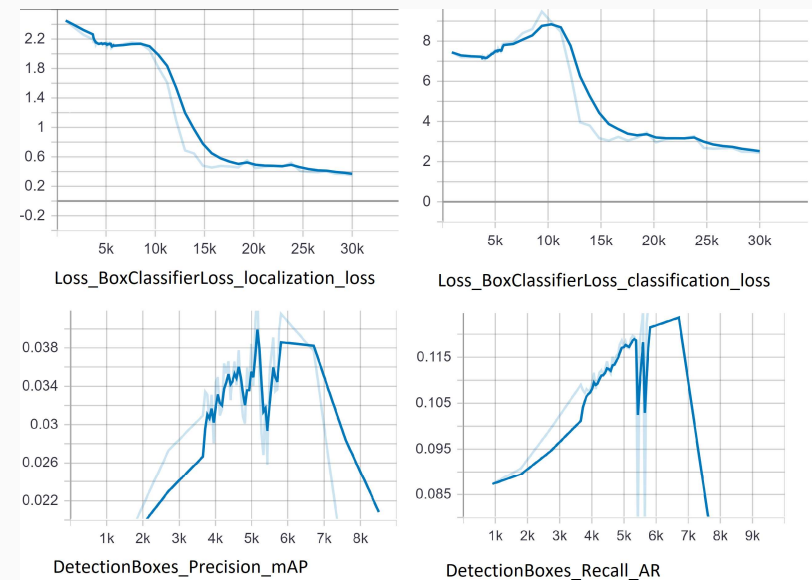 2.2
1.8
1.4
1
0.6
0.2
-0.2
5k 10k 15k 20k 25k 30k
Loss_BoxClassifierLoss_localization_loss
8
6
4
2
0
5k 10k 15k 20k 25k 30k
Loss_BoxClassifierLoss_classification_loss
0.038
0.034
0.03
0.026
0.022
1k 2k 3k 4k 5k 6k 7k 8k
DetectionBoxes_Precision_mAP
0.115
0.105
0.095
0.085
1k 2k 3k 4k 5k 6k 7k 8k 9k
DetectionBoxes_Recall_AR